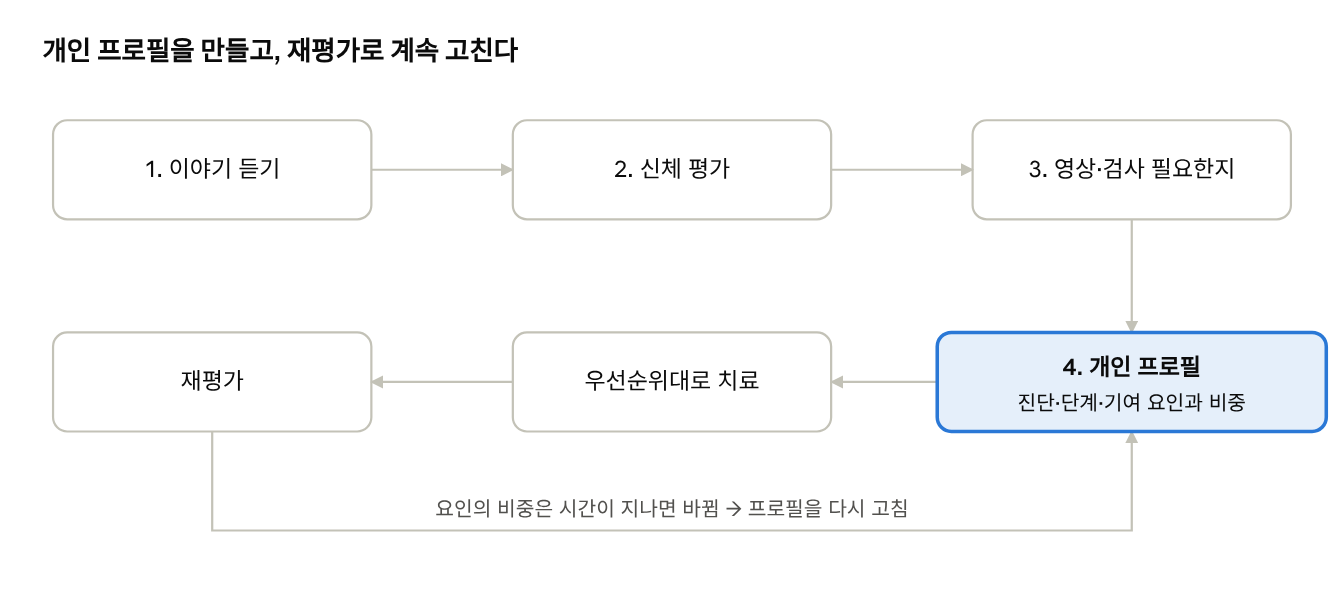 개인 프로필을 만들고, 재평가로 계속 고친다
1. 이야기 듣기
2. 신체 평가
3. 영상·검사 필요한지
4. 개인 프로필
진단·단계·기여 요인과 비중
우선순위대로 치료
재평가
요인의 비중은 시간이 지나면 바뀜 → 프로필을 다시 고침